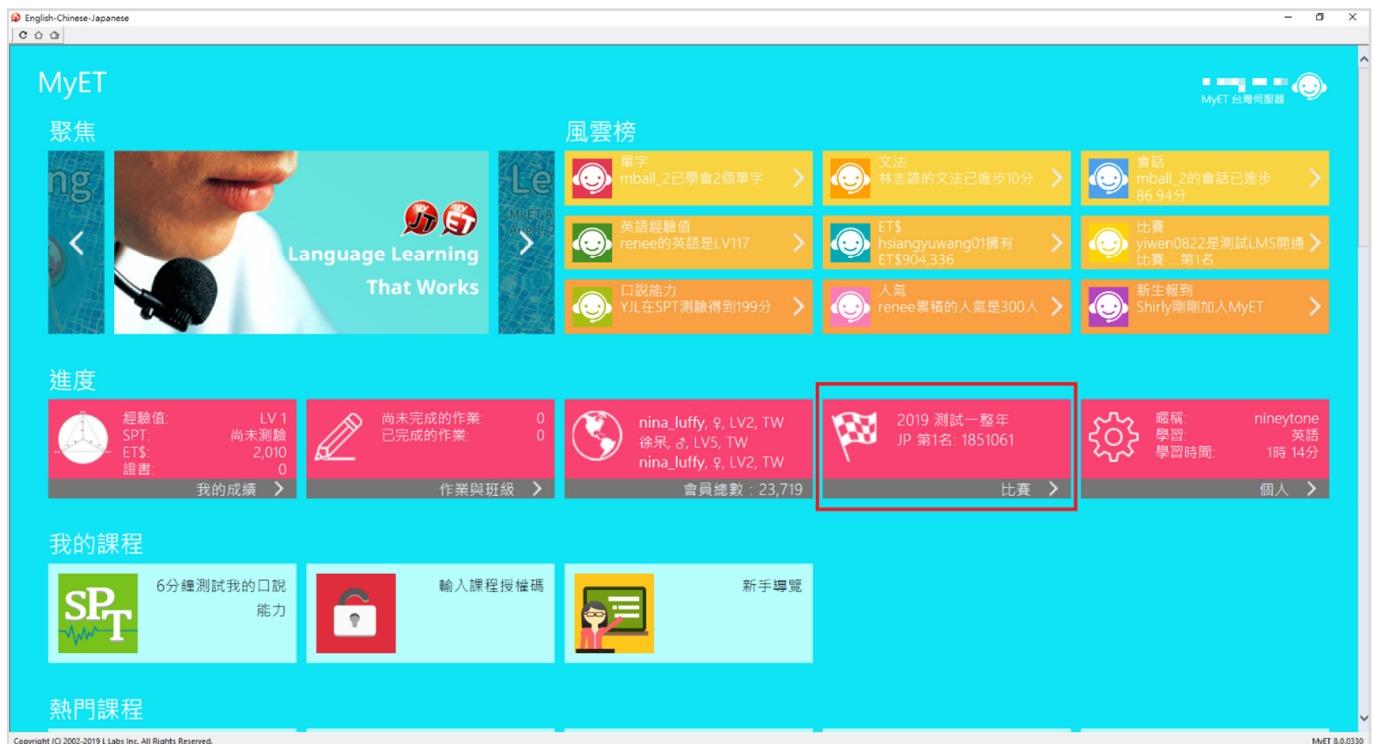 English-Chinese-Japanese
MyET
MyET 台灣伺服器
聚焦
ng
Le
MyET A
MY JT MY ET
Language Learning
That Works
風雲榜
單字
mball_2已學會2個單字
文法
林志諺的文法已進步10分
會話
mball_2的會話已進步
86.94分
英語經驗值
renee的英語是LV117
ET$
hsiangyuwang01擁有
ET$904,336
比賽
yiwen0822是測試LMS開通
比賽 ...第1名
口說能力
YJL在SPT測驗得到199分
人氣
renee累積的人氣是300人
新生報到
Shirly剛剛加入MyET
進度
經驗值: LV 1
SPT: 尚未測驗
ET$: 2,010
證書: 0
我的成績
尚未完成的作業: 0
已完成的作業: 0
作業與班級
nina_luffy, ♀, LV2, TW
徐呆, ♂, LV5, TW
nina_luffy, ♀, LV2, TW
會員總數 : 23,719
2019 測試一整年
JP 第1名: 1851061
比賽
暱稱: nineytone
學習: 英語
學習時間: 1時 14分
個人
我的課程
SPT
6分鐘測試我的口說
能力
輸入課程授權碼
新手導覽
熱門課程
Copyright (C) 2002-2019 L Labs Inc. All Rights Reserved.
MyET 8.0.0330